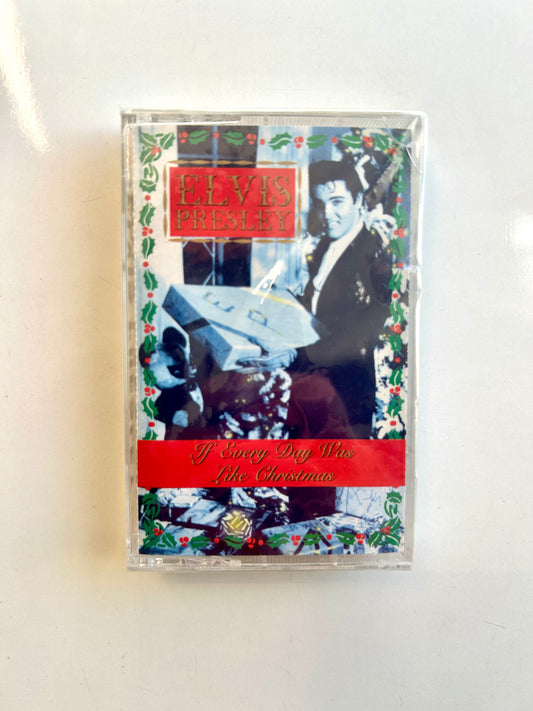 ELVIS
PRESLEY
If Every Day Was
Like Christmas